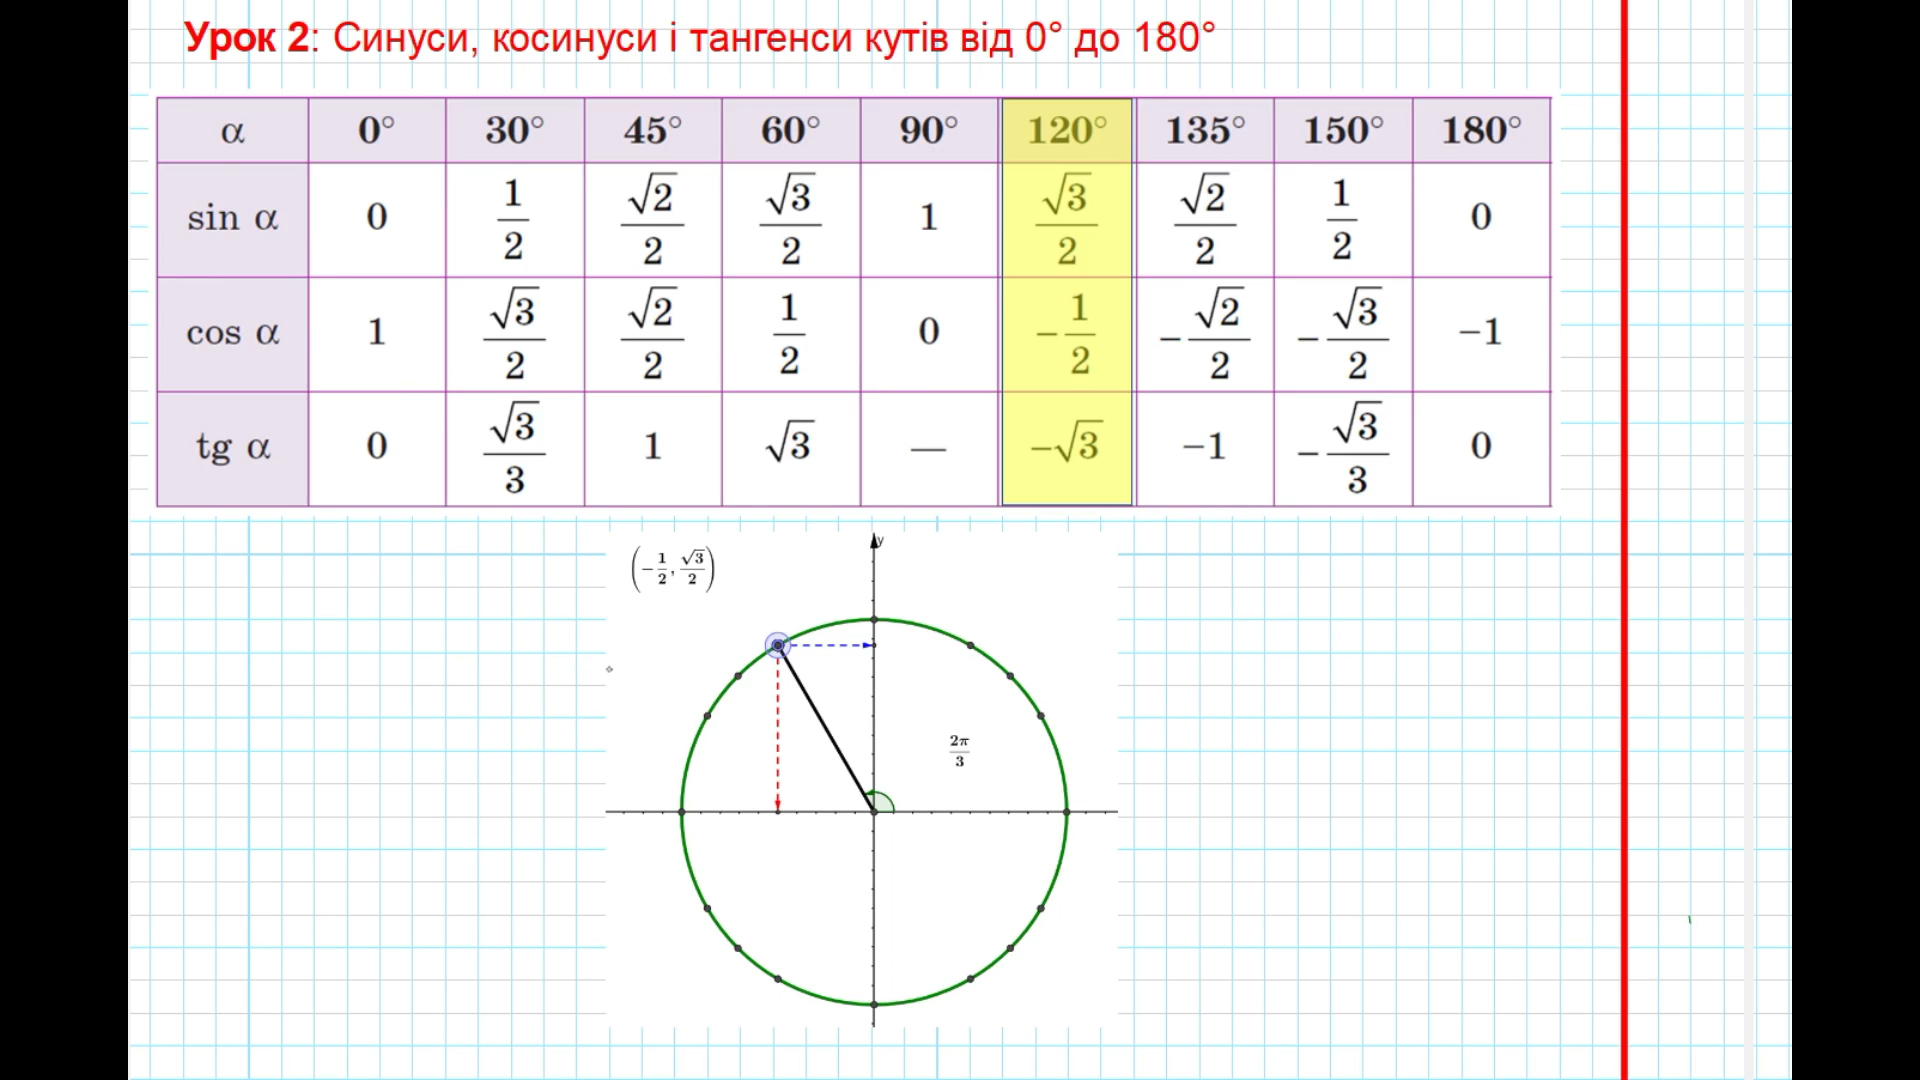 Урок 2: Синуси, косинуси і тангенси кутів від 0° до 180°
α 0° 30° 45° 60° 90° 120° 135° 150° 180°
sin α 0 1/2 √2/2 √3/2 1 √3/2 √2/2 1/2 0
cos α 1 √3/2 √2/2 1/2 0 −1/2 −√2/2 −√3/2 −1
tg α 0 √3/3 1 √3 — −√3 −1 −√3/3 0
y
(−1/2, √3/2)
2π/3